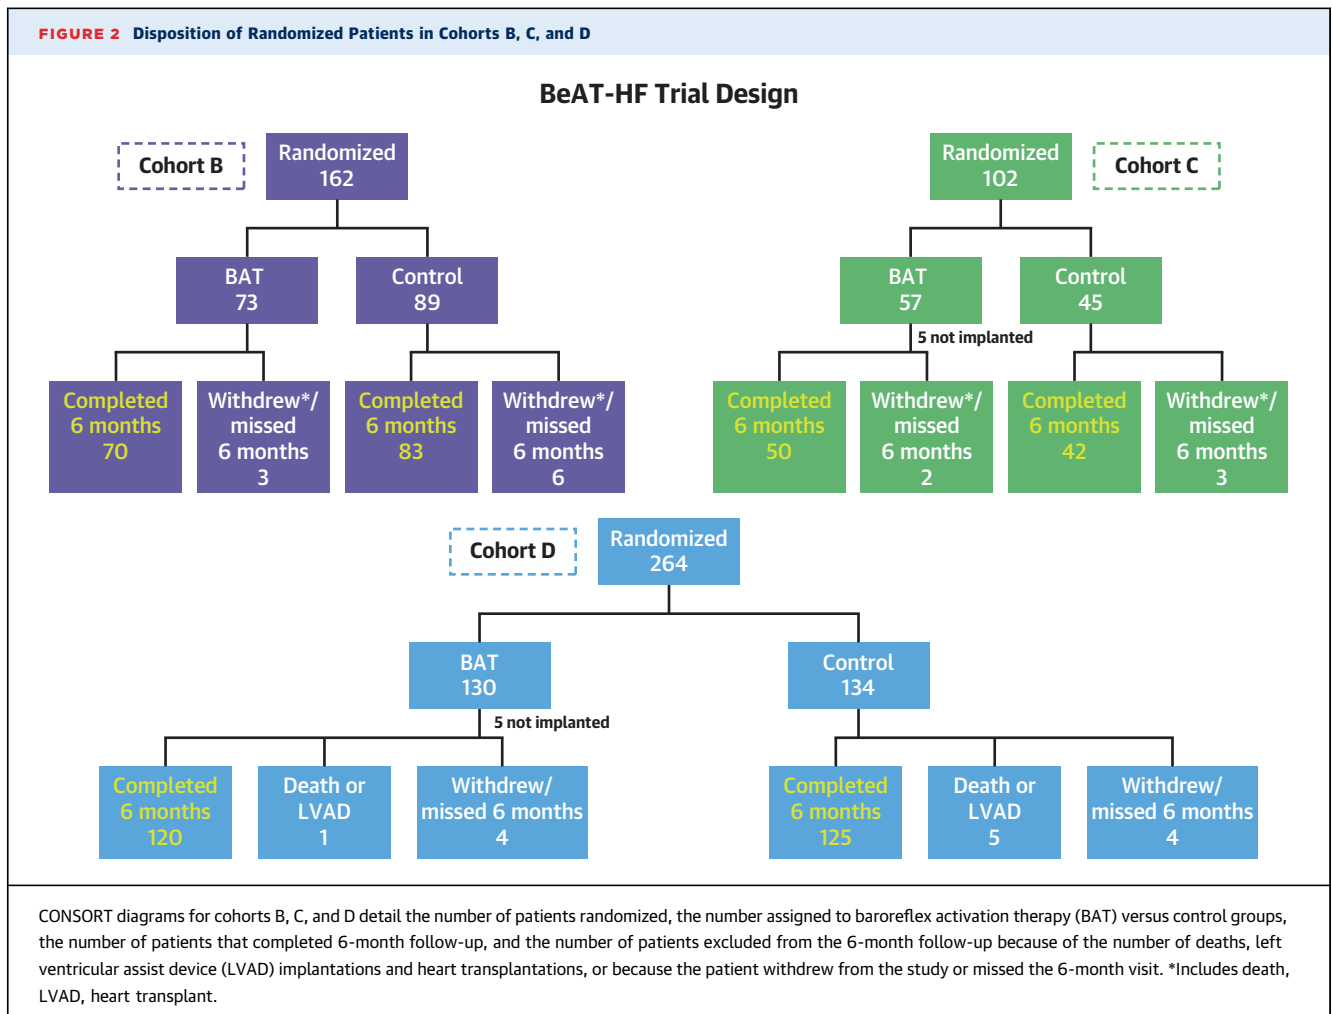 FIGURE 2 Disposition of Randomized Patients in Cohorts B, C, and D
BeAT-HF Trial Design
Cohort B
Randomized
162
BAT
73
Control
89
Completed
6 months
70
Withdrew*/
missed
6 months
3
Completed
6 months
83
Withdrew*/
missed
6 months
6
Randomized
102
Cohort C
BAT
57
Control
45
5 not implanted
Completed
6 months
50
Withdrew*/
missed
6 months
2
Completed
6 months
42
Withdrew*/
missed
6 months
3
Cohort D
Randomized
264
BAT
130
Control
134
5 not implanted
Completed
6 months
120
Death or
LVAD
1
Withdrew/
missed 6 months
4
Completed
6 months
125
Death or
LVAD
5
Withdrew/
missed 6 months
4
CONSORT diagrams for cohorts B, C, and D detail the number of patients randomized, the number assigned to baroreflex activation therapy (BAT) versus control groups,
the number of patients that completed 6-month follow-up, and the number of patients excluded from the 6-month follow-up because of the number of deaths, left
ventricular assist device (LVAD) implantations and heart transplantations, or because the patient withdrew from the study or missed the 6-month visit. *Includes death,
LVAD, heart transplant.